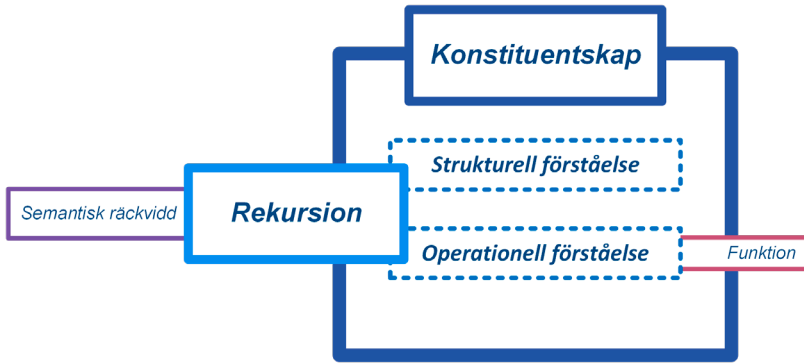 Konstituentskap
Strukturell förståelse
Semantisk räckvidd
Rekursion
Operationell förståelse
Funktion